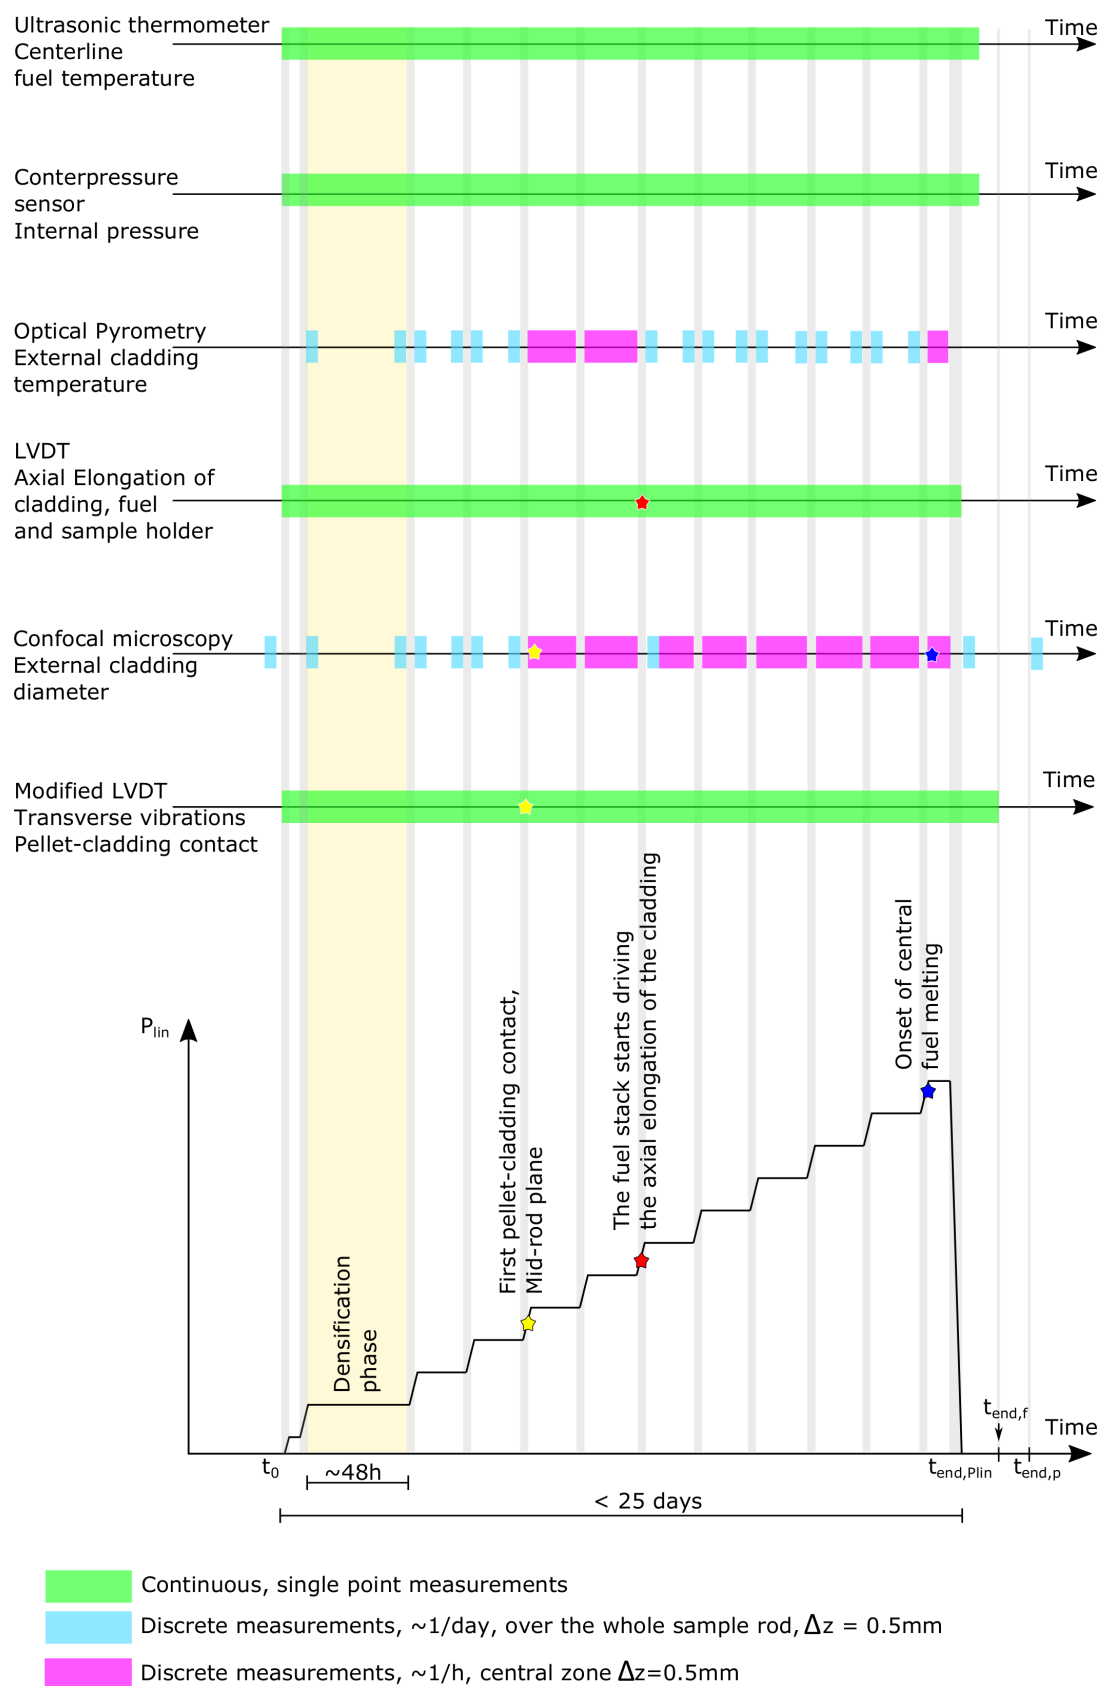 Ultrasonic thermometer
Centerline
fuel temperature
Time
Conterpressure
sensor
Internal pressure
Time
Optical Pyrometry
External cladding
temperature
Time
LVDT
Axial Elongation of
cladding, fuel
and sample holder
Time
Confocal microscopy
External cladding
diameter
Time
Modified LVDT
Transverse vibrations
Pellet-cladding contact
Time
Plin
Densification
phase
First pellet-cladding contact,
Mid-rod plane
The fuel stack starts driving
the axial elongation of the cladding
Onset of central
fuel melting
tend,f
Time
t0
~48h
tend,Plin
tend,p
< 25 days
Continuous, single point measurements
Discrete measurements, ~1/day, over the whole sample rod, Δz = 0.5mm
Discrete measurements, ~1/h, central zone Δz=0.5mm